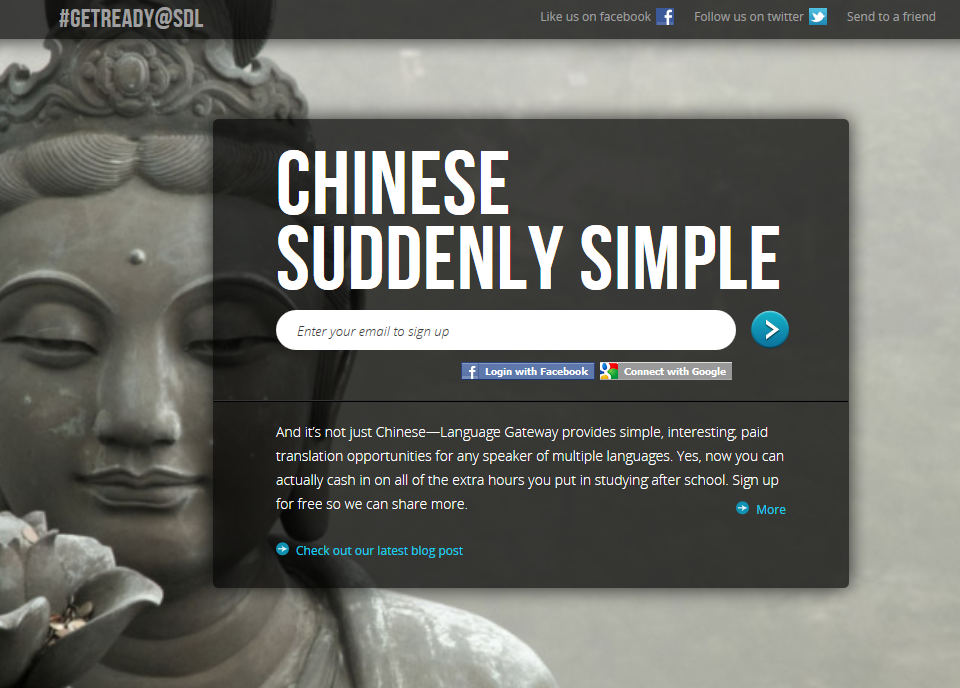 #GETREADY@SDL
Like us on facebook
Follow us on twitter
Send to a friend
CHINESE
SUDDENLY SIMPLE
Enter your email to sign up
Login with Facebook
Connect with Google
And it's not just Chinese—Language Gateway provides simple, interesting, paid
translation opportunities for any speaker of multiple languages. Yes, now you can
actually cash in on all of the extra hours you put in studying after school. Sign up
for free so we can share more.
More
Check out our latest blog post